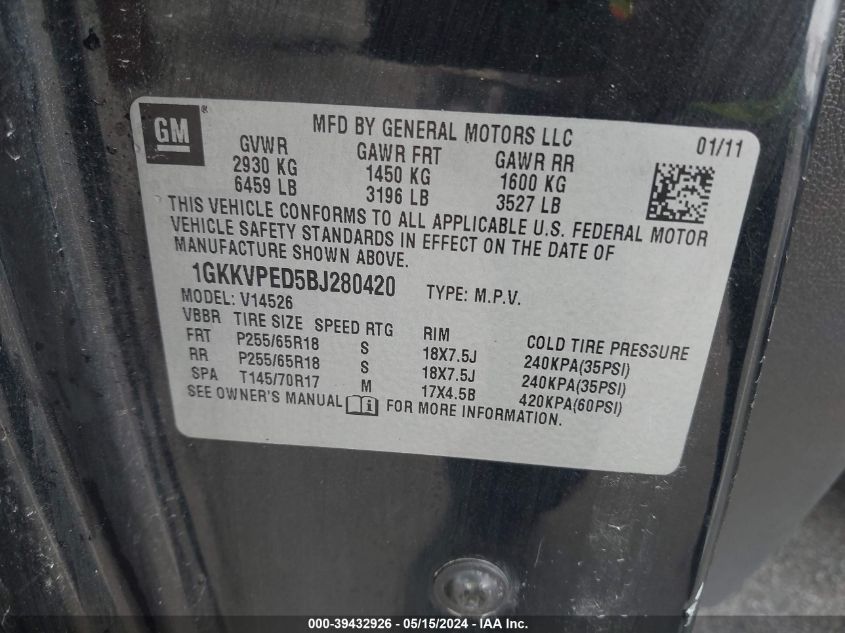 GM ®
MFD BY GENERAL MOTORS LLC 01/11
GVWR GAWR FRT GAWR RR
2930 KG 1450 KG 1600 KG
6459 LB 3196 LB 3527 LB
THIS VEHICLE CONFORMS TO ALL APPLICABLE U.S. FEDERAL MOTOR
VEHICLE SAFETY STANDARDS IN EFFECT ON THE DATE OF
MANUFACTURE SHOWN ABOVE.
1GKKVPED5BJ280420 TYPE: M.P.V.
MODEL: V14526
VBBR TIRE SIZE SPEED RTG RIM COLD TIRE PRESSURE
FRT P255/65R18 S 18X7.5J 240KPA(35PSI)
RR P255/65R18 S 18X7.5J 240KPA(35PSI)
SPA T145/70R17 M 17X4.5B 420KPA(60PSI)
SEE OWNER'S MANUAL i FOR MORE INFORMATION.
000-39432926 - 05/15/2024 - IAA Inc.